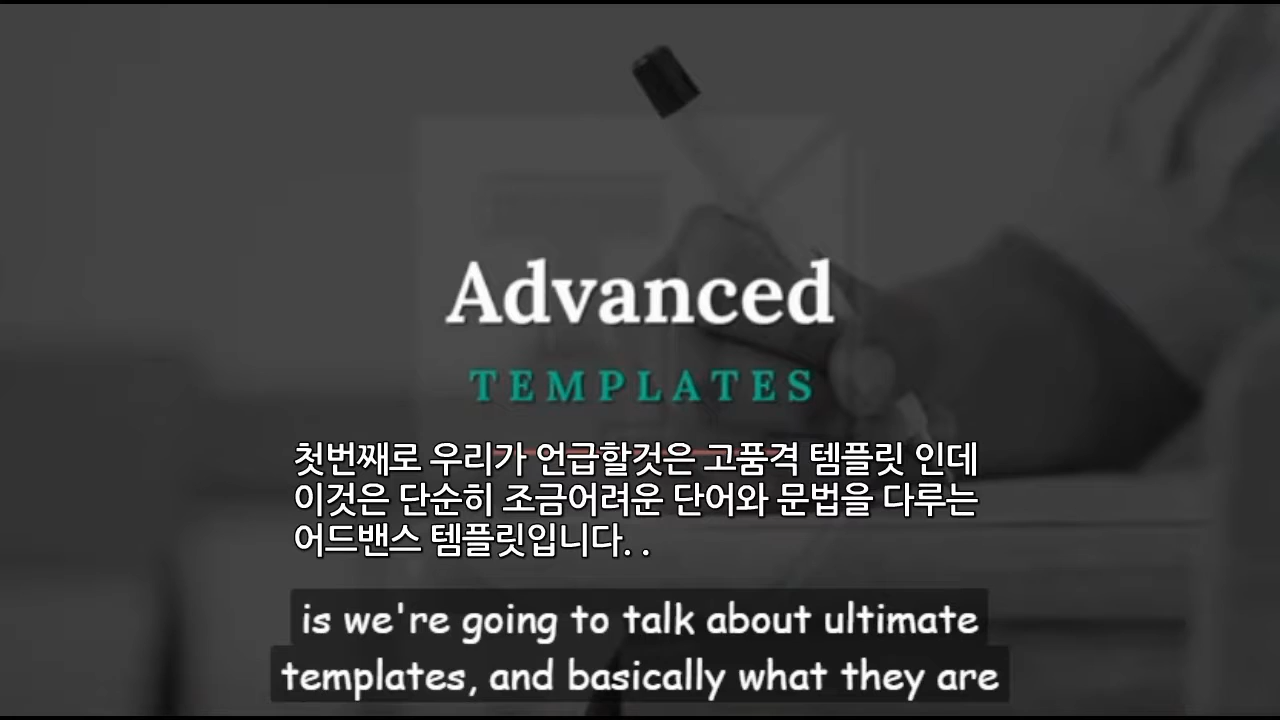 Advanced
TEMPLATES
첫번째로 우리가 언급할것은 고품격 템플릿 인데
이것은 단순히 조금어려운 단어와 문법을 다루는
어드밴스 템플릿입니다. .
is we're going to talk about ultimate
templates, and basically what they are